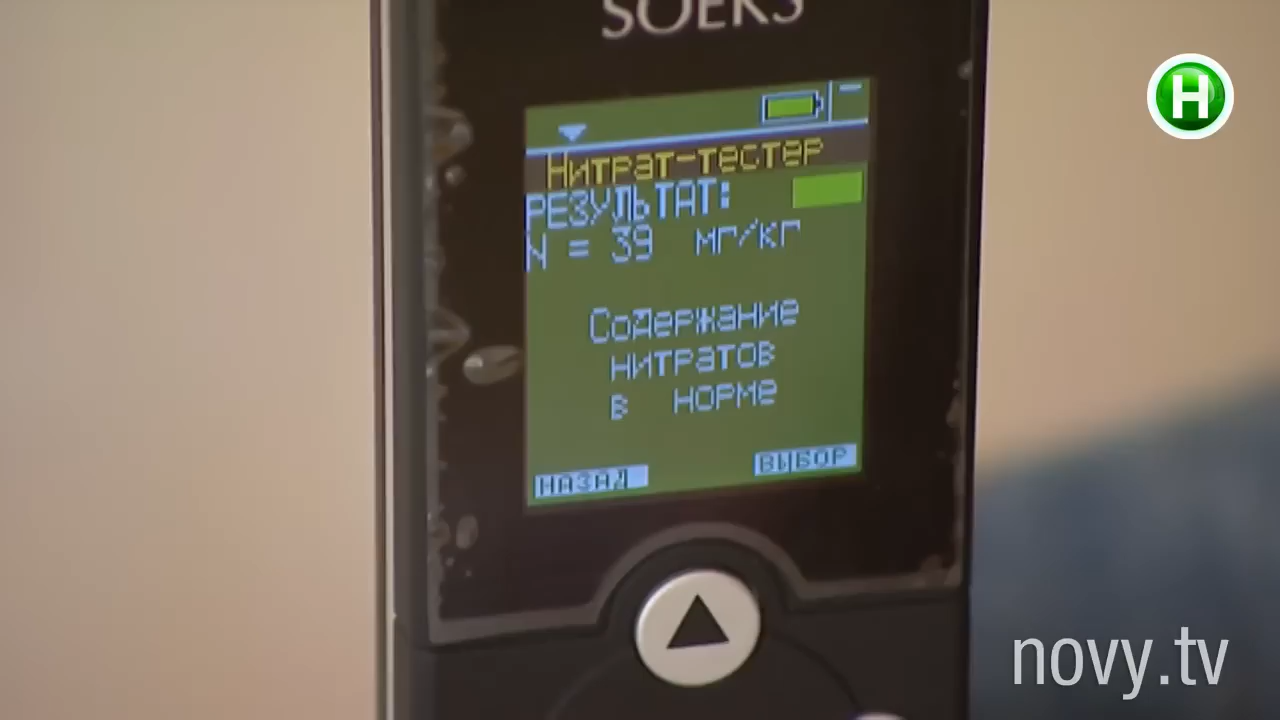 SOEKS
Н
Нитрат-тестер
РЕЗУЛЬТАТ:
N = 39 мг/кг
Содержание
нитратов
в норме
НАЗАД
ВЫБОР
novy.tv